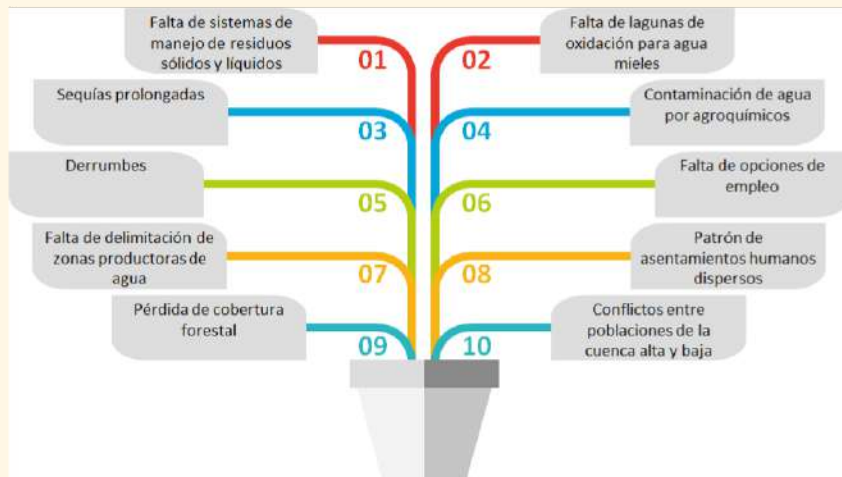 Falta de sistemas de
manejo de residuos
sólidos y líquidos
01
02
Falta de lagunas de
oxidación para agua
mieles
Sequías prolongadas
03
04
Contaminación de agua
por agroquímicos
Derrumbes
05
06
Falta de opciones de
empleo
Falta de delimitación de
zonas productoras de
agua
07
08
Patrón de
asentamientos humanos
dispersos
Pérdida de cobertura
forestal
09
10
Conflictos entre
poblaciones de la
cuenca alta y baja